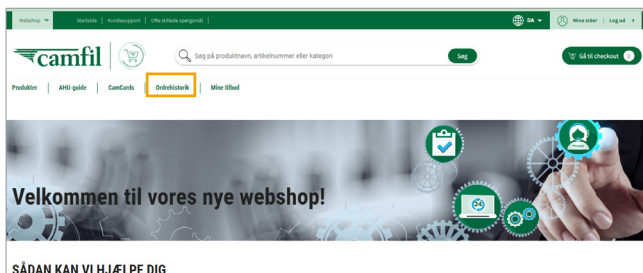 Webshop Startside Kundesupport Ofte stillede spørgsmål DA Mine sider Log ud
camfil Søg på produktnavn, artikelnummer eller kategori Søg Gå til checkout 0
Produkter AHU-guide CamCards Ordrehistorik Mine tilbud
24
Velkommen til vores nye webshop!
SÅDAN KAN VI HJÆLPE DIG